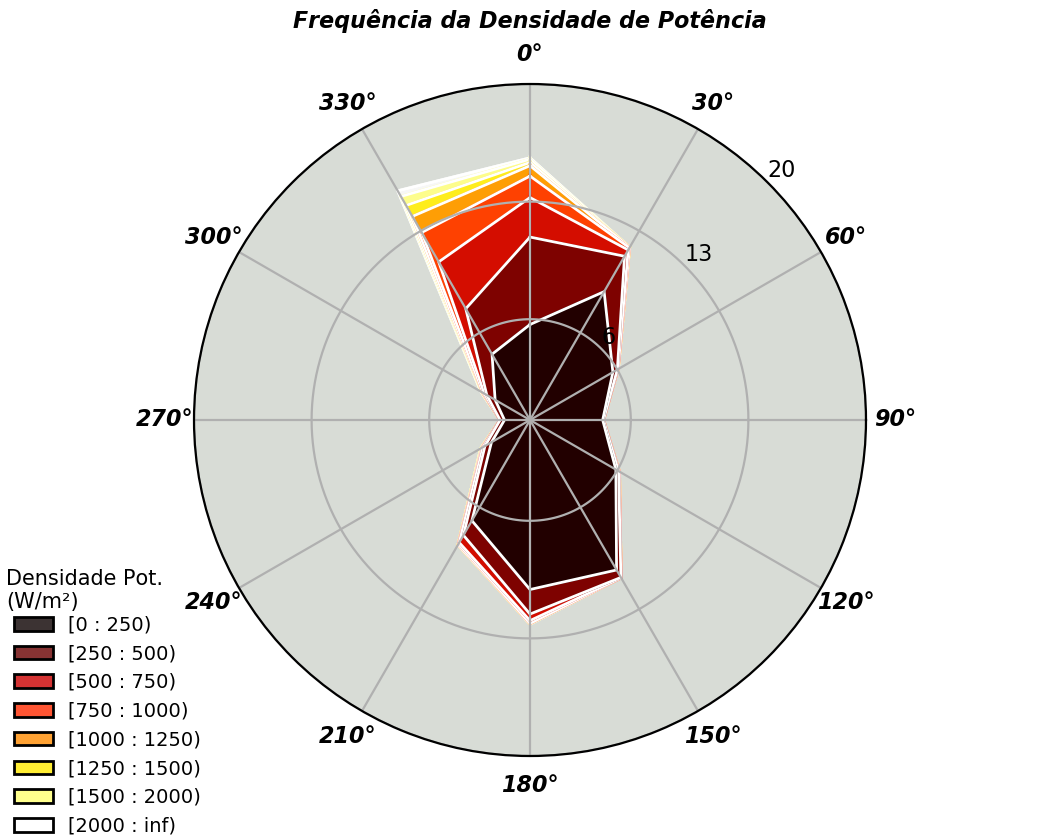 Frequência da Densidade de Potência
0°
330°
30°
20
300°
60°
13
6
270°
90°
Densidade Pot.
(W/m²)
240°
120°
[0 : 250)
[250 : 500)
[500 : 750)
[750 : 1000)
210°
150°
[1000 : 1250)
[1250 : 1500)
180°
[1500 : 2000)
[2000 : inf)